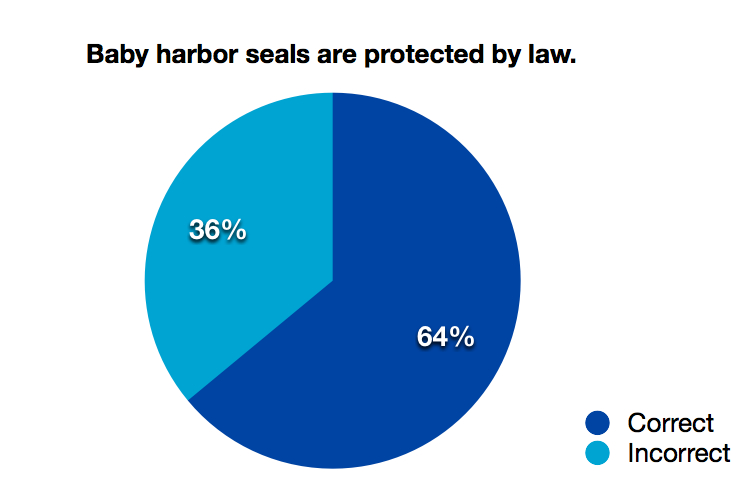 Baby harbor seals are protected by law.
36%
64%
Correct
Incorrect